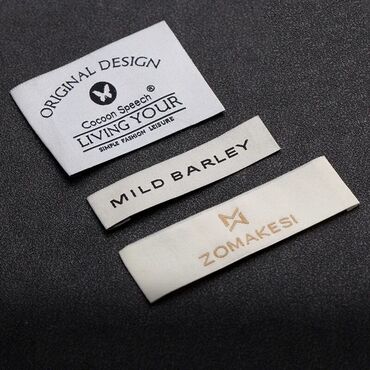 ORIGINAL DESIGN
Cocoon Speech®
LIVING YOUR
SIMPLE FASHION LEISURE
MILD BARLEY
ZOMAKESI